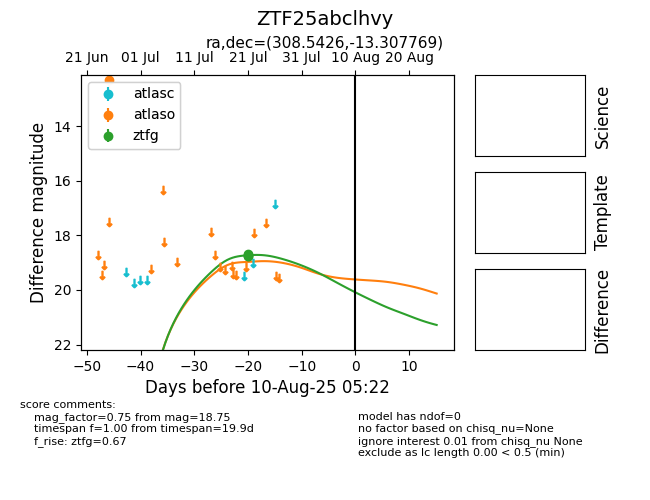 ZTF25abclhvy
ra,dec=(308.5426,-13.307769)
21 Jun 01 Jul 11 Jul 21 Jul 31 Jul 10 Aug 20 Aug
atlasc
atlaso
ztfg
14
16
18
20
22
Difference magnitude
−50 −40 −30 −20 −10 0 10
Days before 10-Aug-25 05:22
Science
Template
Difference
score comments:
mag_factor=0.75 from mag=18.75
timespan f=1.00 from timespan=19.9d
f_rise: ztfg=0.67
model has ndof=0
no factor based on chisq_nu=None
ignore interest 0.01 from chisq_nu None
exclude as lc length 0.00 < 0.5 (min)